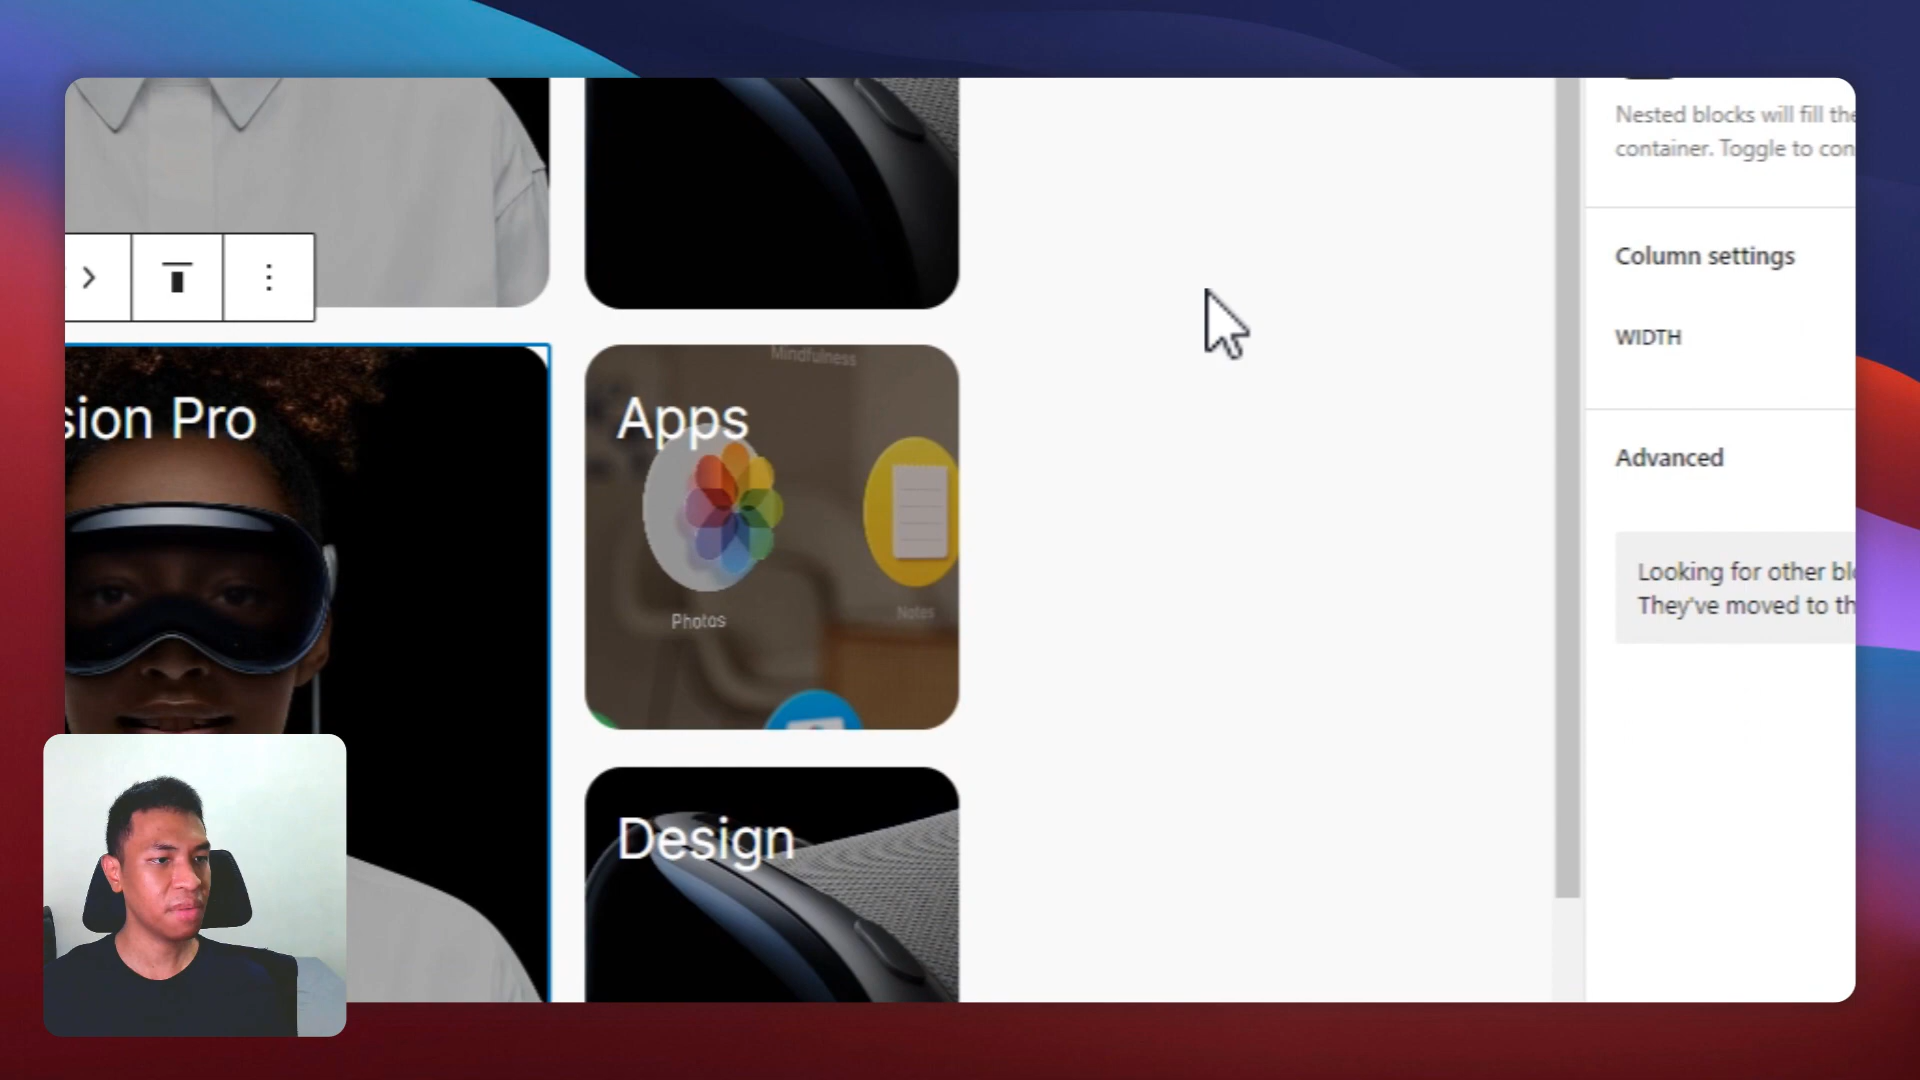 sion Pro
Mindfulness
Apps
Photos
Notes
Design
Nested blocks will fill the
container. Toggle to con
Column settings
WIDTH
Advanced
Looking for other blo
They've moved to th